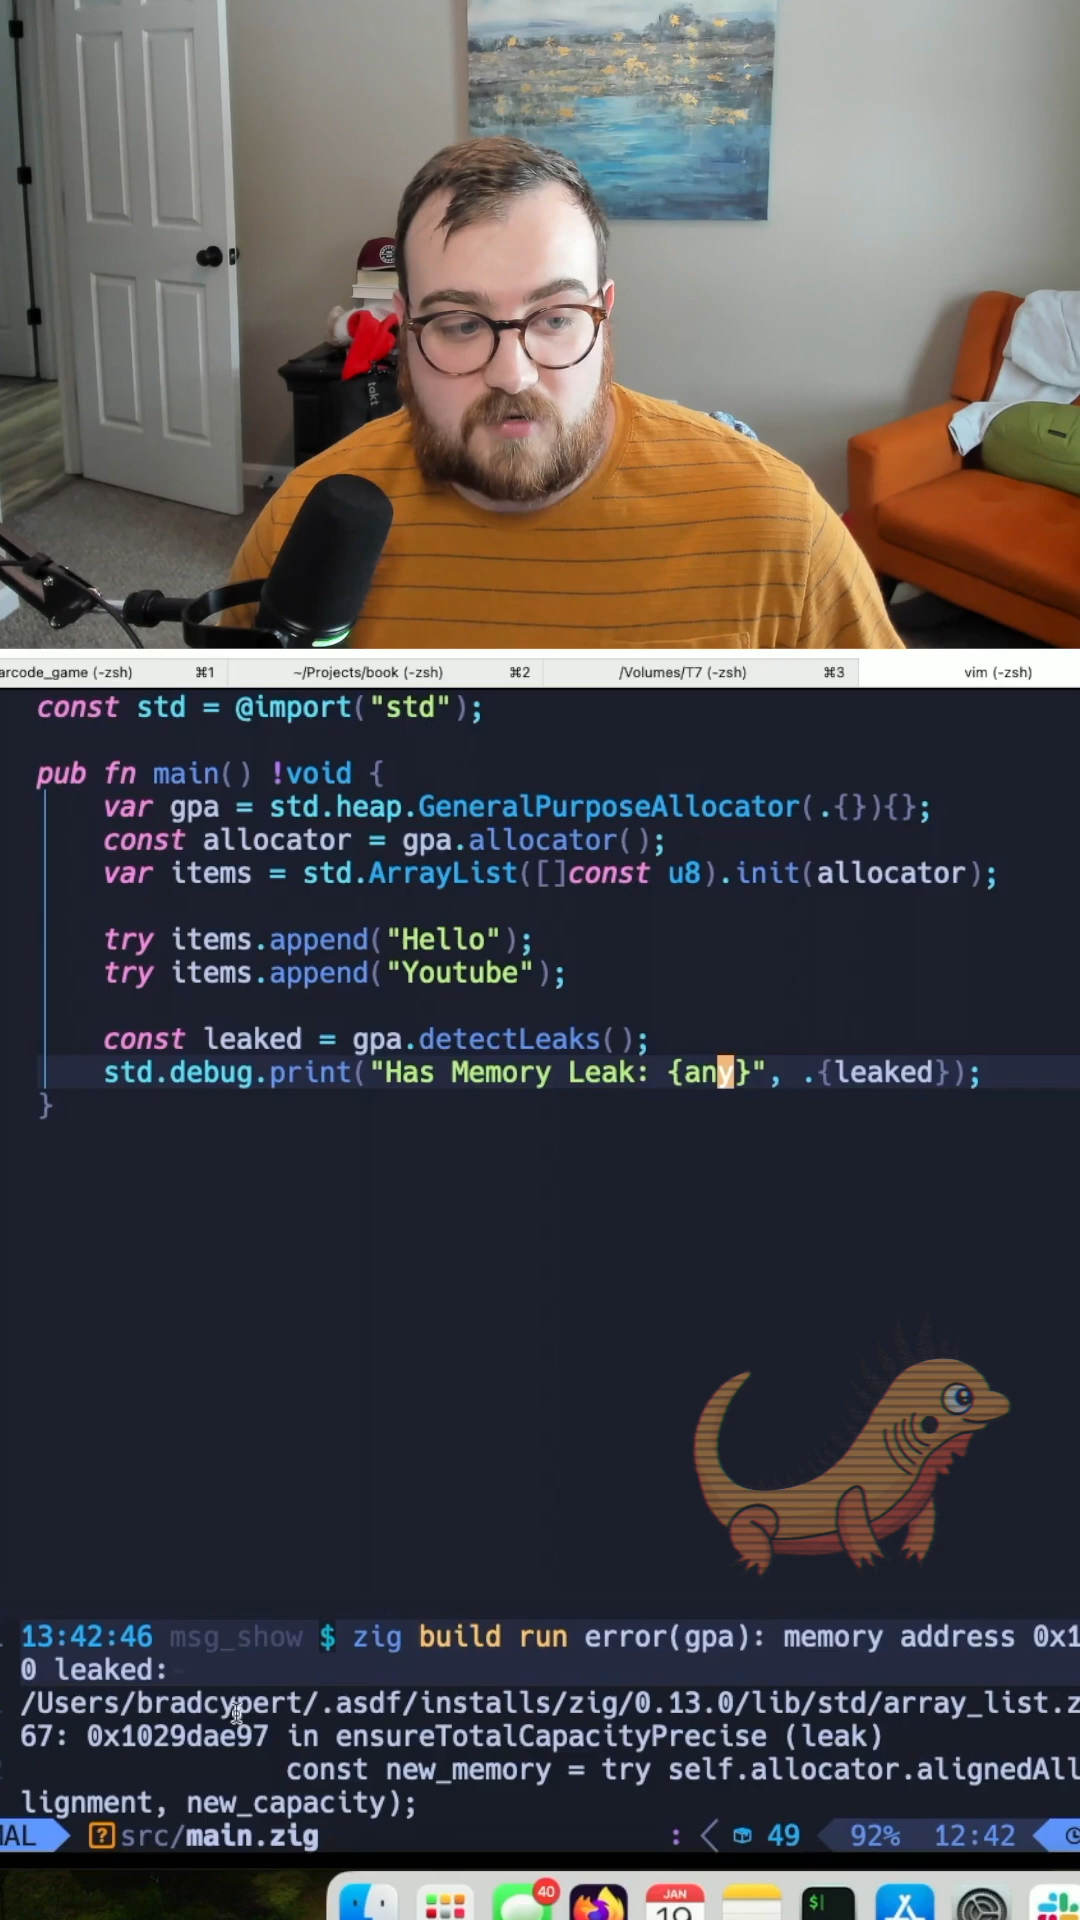 takt
arcode_game (-zsh) ⌘1 ~/Projects/book (-zsh) ⌘2 /Volumes/T7 (-zsh) ⌘3 vim (-zsh)
const std = @import("std");
pub fn main() !void {
var gpa = std.heap.GeneralPurposeAllocator(.{}){};
const allocator = gpa.allocator();
var items = std.ArrayList([]const u8).init(allocator);
try items.append("Hello");
try items.append("Youtube");
const leaked = gpa.detectLeaks();
std.debug.print("Has Memory Leak: {any}", .{leaked});
}
13:42:46 msg_show $ zig build run error(gpa): memory address 0x1
0 leaked:
/Users/bradcypert/.asdf/installs/zig/0.13.0/lib/std/array_list.z
67: 0x1029dae97 in ensureTotalCapacityPrecise (leak)
const new_memory = try self.allocator.alignedAll
lignment, new_capacity);
MAL src/main.zig : 49 92% 12:42
40
JAN
19
$